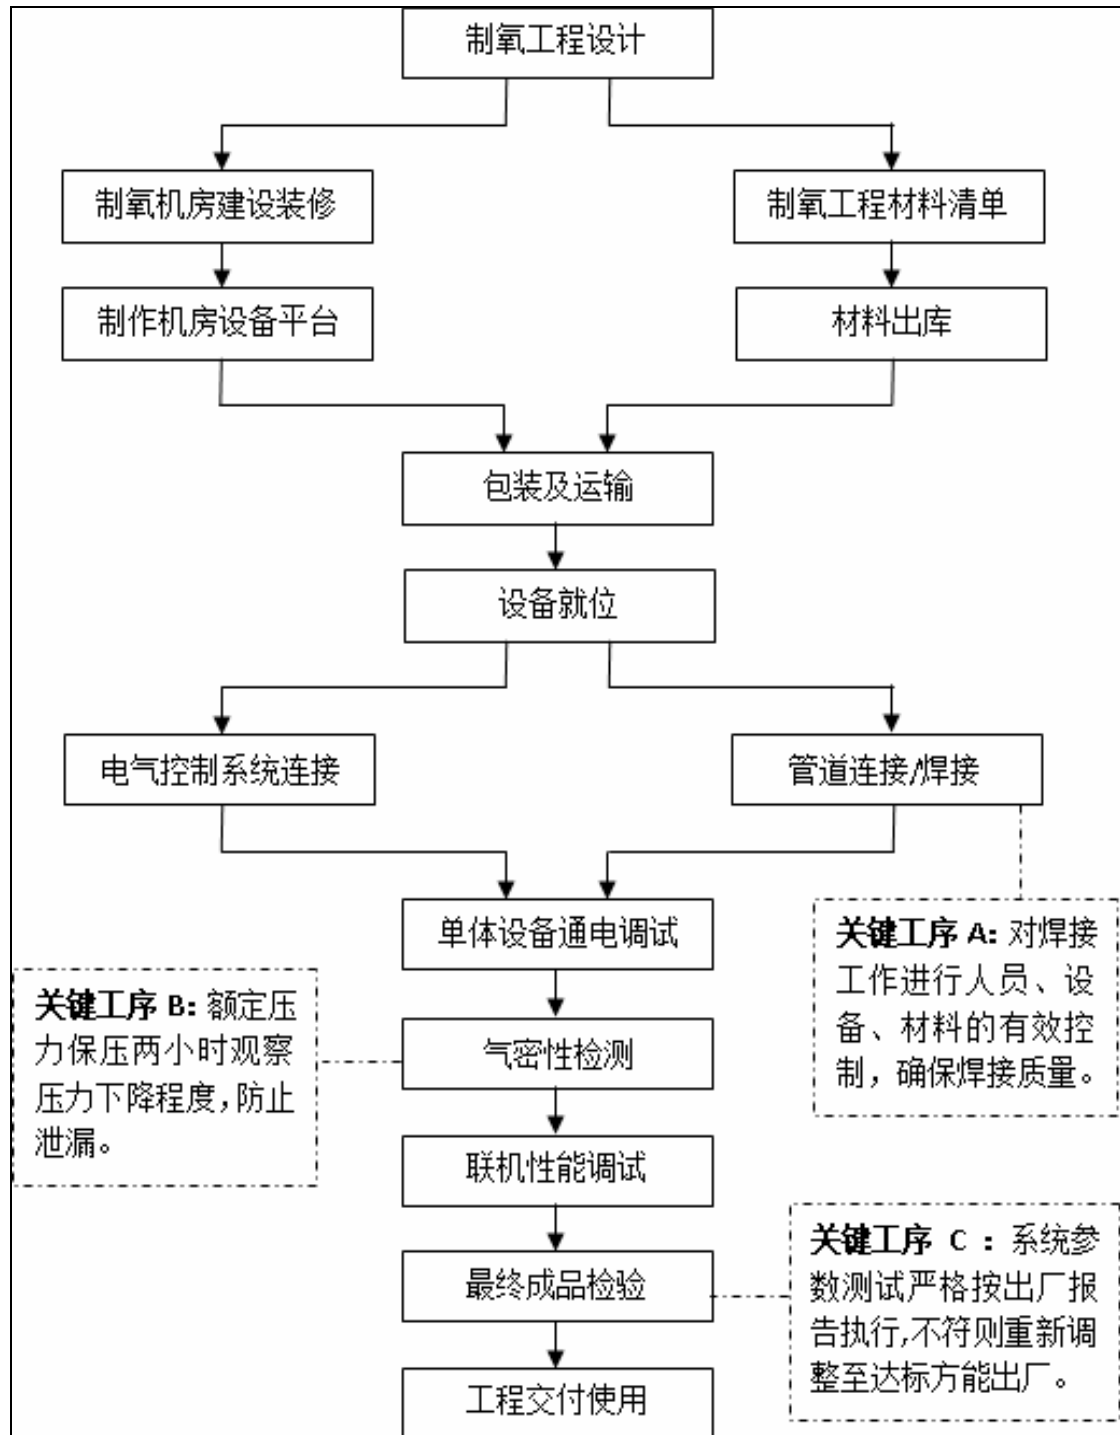 制氧工程设计
制氧机房建设装修
制氧工程材料清单
制作机房设备平台
材料出库
包装及运输
设备就位
电气控制系统连接
管道连接/焊接
单体设备通电调试
关键工序 A: 对焊接
工作进行人员、设
备、材料的有效控
制，确保焊接质量。
关键工序 B: 额定压
力保压两小时观察
压力下降程度,防止
泄漏。
气密性检测
联机性能调试
关键工序 C : 系统参
数测试严格按出厂报
告执行,不符则重新调
整至达标方能出厂。
最终成品检验
工程交付使用